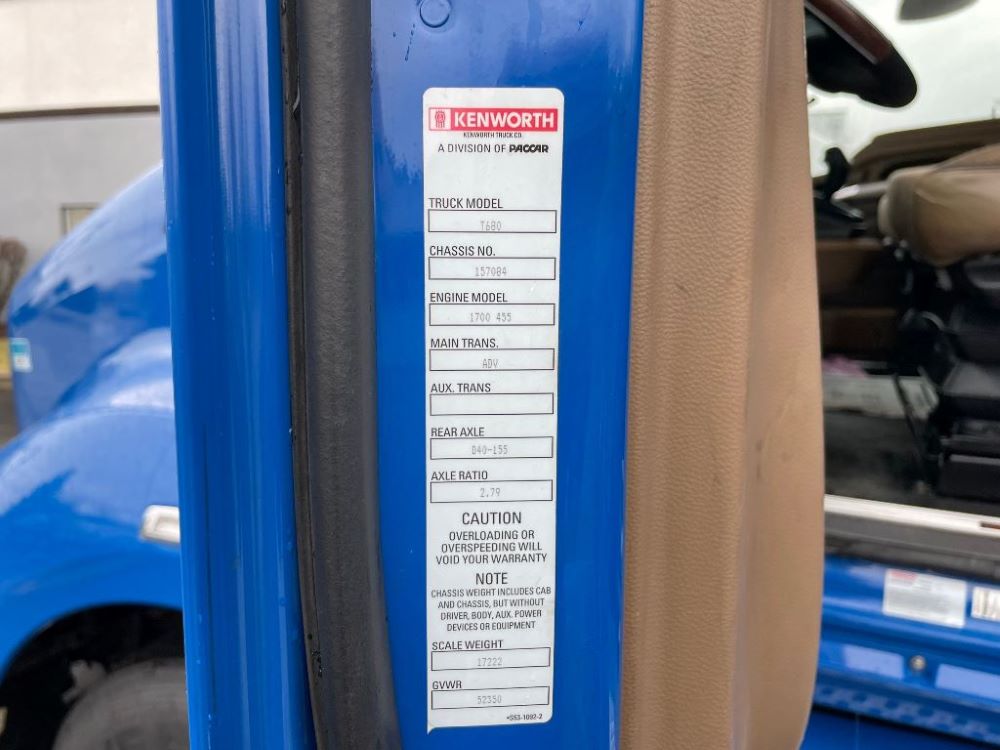 KENWORTH
KENWORTH TRUCK CO.
A DIVISION OF PACCAR
TRUCK MODEL
T680
CHASSIS NO.
157084
ENGINE MODEL
1700 455
MAIN TRANS.
ADV
AUX. TRANS
REAR AXLE
D40-155
AXLE RATIO
2.79
CAUTION
OVERLOADING OR
OVERSPEEDING WILL
VOID YOUR WARRANTY
NOTE
CHASSIS WEIGHT INCLUDES CAB
AND CHASSIS, BUT WITHOUT
DRIVER, BODY, AUX. POWER
DEVICES OR EQUIPMENT
SCALE WEIGHT
17222
GVWR
52350
*S53-1092-2